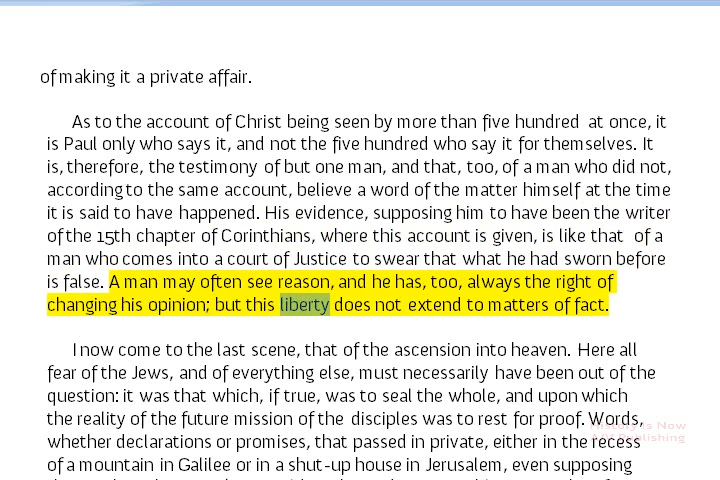 of making it a private affair.
As to the account of Christ being seen by more than five hundred at once, it
is Paul only who says it, and not the five hundred who say it for themselves. It
is, therefore, the testimony of but one man, and that, too, of a man who did not,
according to the same account, believe a word of the matter himself at the time
it is said to have happened. His evidence, supposing him to have been the writer
of the 15th chapter of Corinthians, where this account is given, is like that of a
man who comes into a court of Justice to swear that what he had sworn before
is false. A man may often see reason, and he has, too, always the right of
changing his opinion; but this liberty does not extend to matters of fact.
I now come to the last scene, that of the ascension into heaven. Here all
fear of the Jews, and of everything else, must necessarily have been out of the
question: it was that which, if true, was to seal the whole, and upon which
the reality of the future mission of the disciples was to rest for proof. Words,
whether declarations or promises, that passed in private, either in the recess
of a mountain in Galilee or in a shut-up house in Jerusalem, even supposing
History Is Now
Publishing